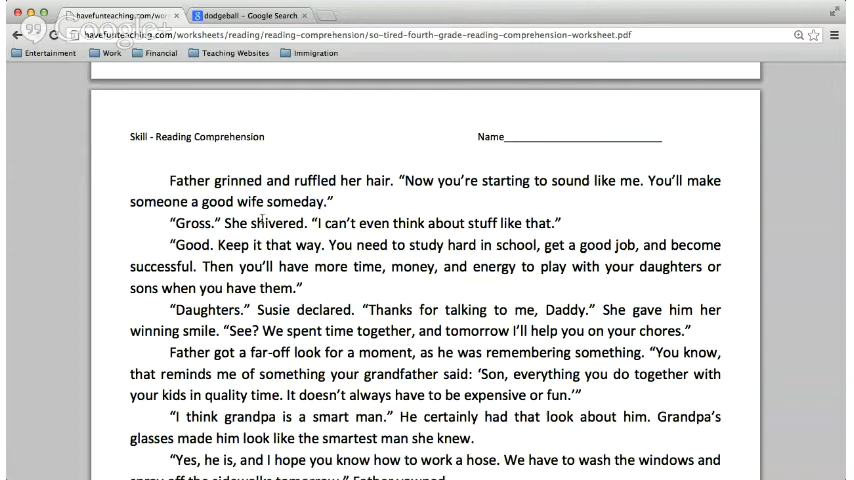 havefunteaching.com/wor
dodgeball - Google Search
Google+
havefunteaching.com/worksheets/reading/reading-comprehension/so-tired-fourth-grade-reading-comprehension-worksheet.pdf
Entertainment Work Financial Teaching Websites Immigration
Skill - Reading Comprehension Name
Father grinned and ruffled her hair. “Now you’re starting to sound like me. You’ll make
someone a good wife someday.”
“Gross.” She shivered. “I can’t even think about stuff like that.”
“Good. Keep it that way. You need to study hard in school, get a good job, and become
successful. Then you’ll have more time, money, and energy to play with your daughters or
sons when you have them.”
“Daughters.” Susie declared. “Thanks for talking to me, Daddy.” She gave him her
winning smile. “See? We spent time together, and tomorrow I’ll help you on your chores.”
Father got a far-off look for a moment, as he was remembering something. “You know,
that reminds me of something your grandfather said: ‘Son, everything you do together with
your kids in quality time. It doesn’t always have to be expensive or fun.’”
“I think grandpa is a smart man.” He certainly had that look about him. Grandpa’s
glasses made him look like the smartest man she knew.
“Yes, he is, and I hope you know how to work a hose. We have to wash the windows and
spray off the sidewalks tomorrow.” Father yawned.